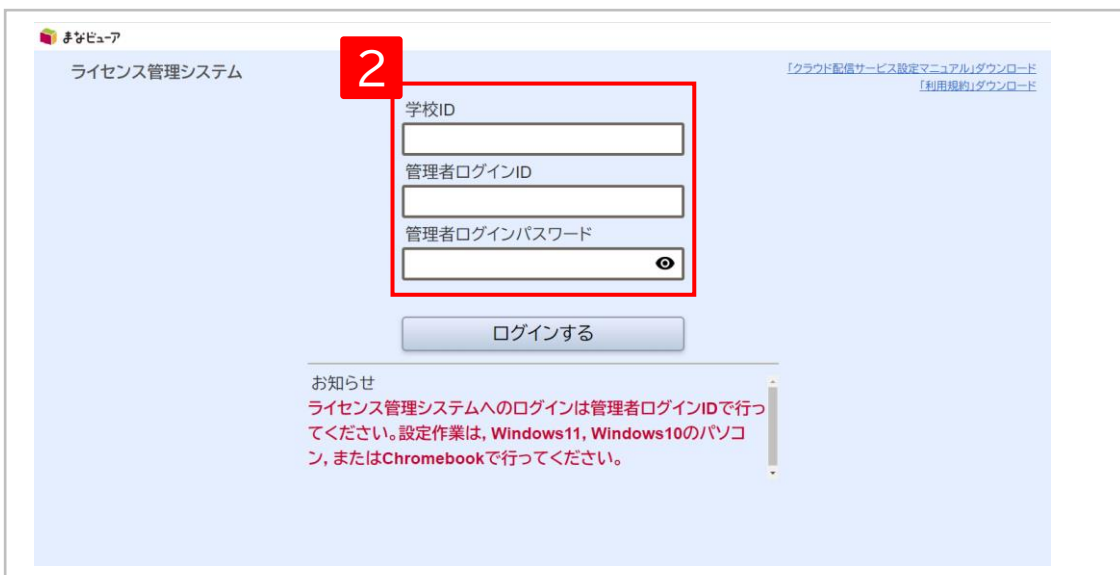 まなビューア
ライセンス管理システム
2
「クラウド配信サービス設定マニュアル」ダウンロード
「利用規約」ダウンロード
学校ID
管理者ログインID
管理者ログインパスワード
ログインする
お知らせ
ライセンス管理システムへのログインは管理者ログインIDで行っ
てください。設定作業は, Windows11, Windows10のパソコ
ン, またはChromebookで行ってください。